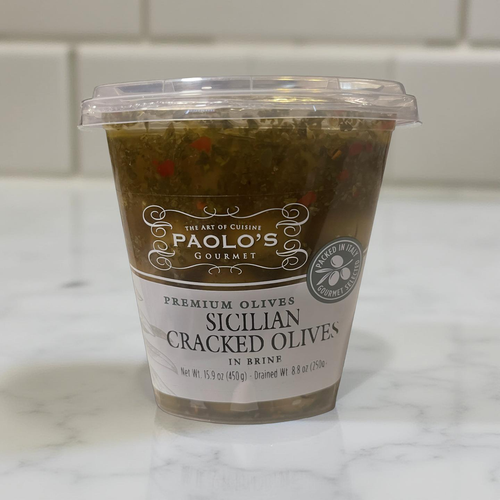 THE ART OF CUISINE
PAOLO'S
GOURMET
PACKED IN ITALY
GOURMET SELECTED
PREMIUM OLIVES
SICILIAN
CRACKED OLIVES
IN BRINE
Net Wt. 15.9 oz (450g) - Drained Wt. 8.8 oz (250g